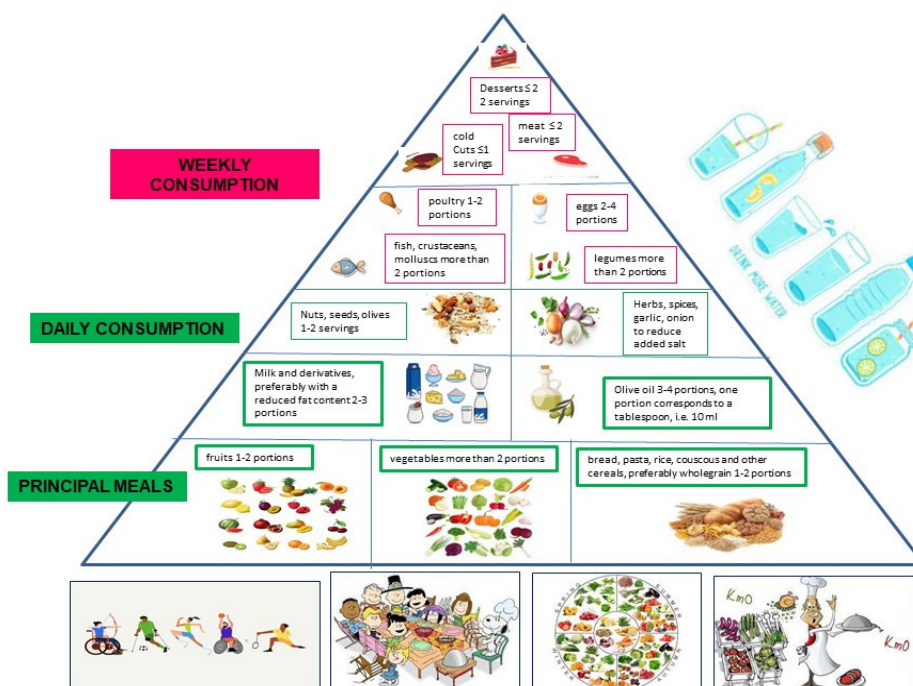 Desserts ≤ 2
2 servings
cold
Cuts ≤1
servings
meat ≤ 2
servings
WEEKLY
CONSUMPTION
poultry 1-2
portions
eggs 2-4
portions
fish, crustaceans,
molluscs more than
2 portions
legumes more
than 2 portions
DAILY CONSUMPTION
Nuts, seeds, olives
1-2 servings
Herbs, spices,
garlic, onion
to reduce
added salt
DRINK MORE WATER
Milk and derivatives,
preferably with a
reduced fat content 2-3
portions
Olive oil 3-4 portions, one
portion corresponds to a
tablespoon, i.e. 10 ml
PRINCIPAL MEALS
fruits 1-2 portions
vegetables more than 2 portions
bread, pasta, rice, couscous and other
cereals, preferably wholegrain 1-2 portions
SPRING
SUMMER
WINTER
AUTUMN
Km0
Km0